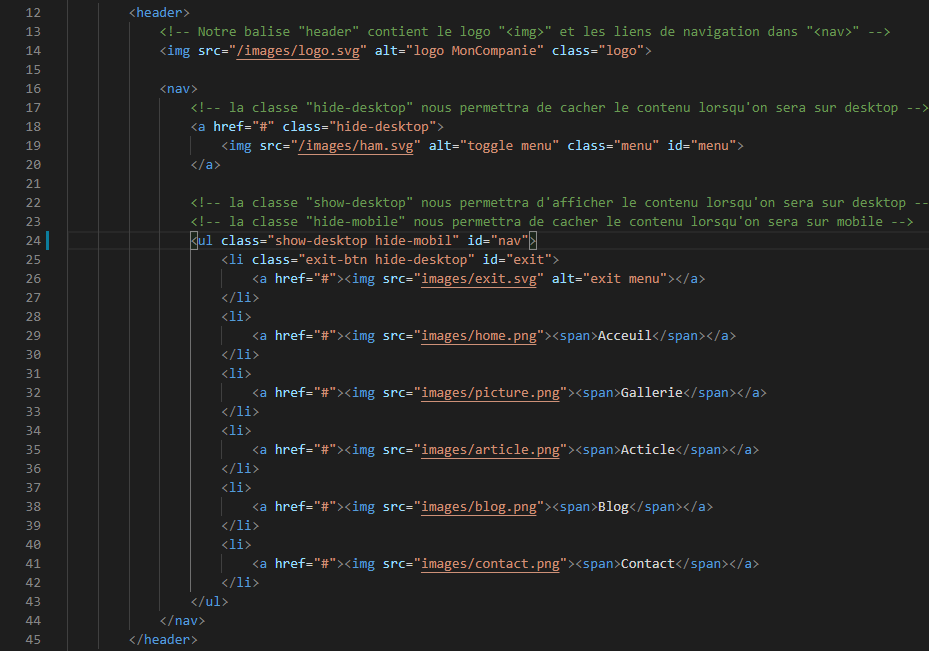 12 <header>
13 <!-- Notre balise "header" contient le logo "<img>" et les liens de navigation dans "<nav>" -->
14 <img src="/images/logo.svg" alt="logo MonCompanie" class="logo">
15
16 <nav>
17 <!-- la classe "hide-desktop" nous permettra de cacher le contenu lorsqu'on sera sur desktop -->
18 <a href="#" class="hide-desktop">
19 <img src="/images/ham.svg" alt="toggle menu" class="menu" id="menu">
20 </a>
21
22 <!-- la classe "show-desktop" nous permettra d'afficher le contenu lorsqu'on sera sur desktop --
23 <!-- la classe "hide-mobile" nous permettra de cacher le contenu lorsqu'on sera sur mobile -->
24 <ul class="show-desktop hide-mobil" id="nav">
25 <li class="exit-btn hide-desktop" id="exit">
26 <a href="#"><img src="images/exit.svg" alt="exit menu"></a>
27 </li>
28 <li>
29 <a href="#"><img src="images/home.png"><span>Acceuil</span></a>
30 </li>
31 <li>
32 <a href="#"><img src="images/picture.png"><span>Gallerie</span></a>
33 </li>
34 <li>
35 <a href="#"><img src="images/article.png"><span>Acticle</span></a>
36 </li>
37 <li>
38 <a href="#"><img src="images/blog.png"><span>Blog</span></a>
39 </li>
40 <li>
41 <a href="#"><img src="images/contact.png"><span>Contact</span></a>
42 </li>
43 </ul>
44 </nav>
45 </header>